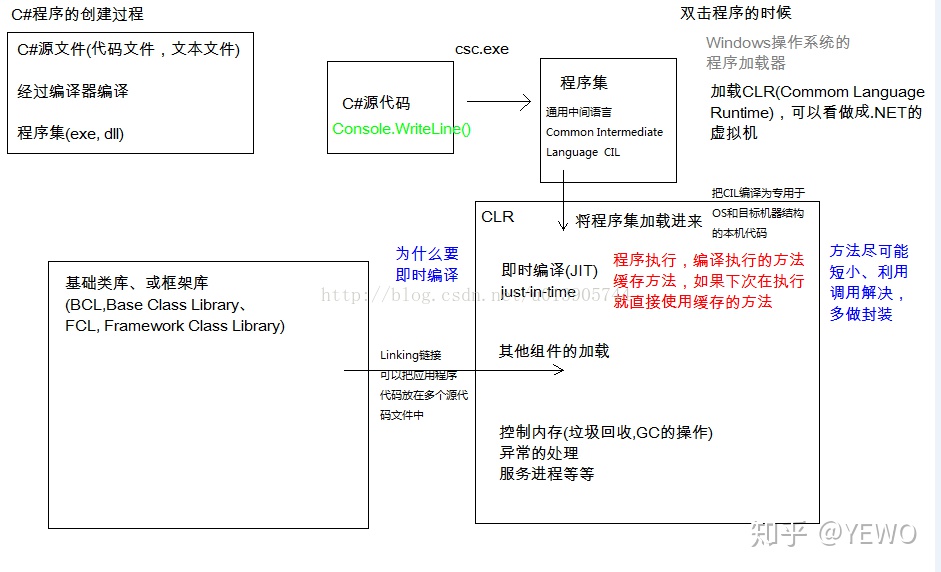 C#程序的创建过程
C#源文件(代码文件，文本文件)
经过编译器编译
程序集(exe, dll)
C#源代码
Console.WriteLine()
csc.exe
程序集
通用中间语言
Common Intermediate
Language CIL
双击程序的时候
Windows操作系统的
程序加载器
加载CLR(Commom Language
Runtime)，可以看做成.NET的
虚拟机
把CIL编译为专用于
OS和目标机器结构
的本机代码
CLR
将程序集加载进来
为什么要
即时编译
即时编译(JIT)
just-in-time
程序执行，编译执行的方法
缓存方法，如果下次在执行
就直接使用缓存的方法
方法尽可能
短小、利用
调用解决，
多做封装
基础类库、或框架库
(BCL,Base Class Library、
FCL, Framework Class Library)
Linking链接
可以把应用程序
代码放在多个源代
码文件中
其他组件的加载
控制内存(垃圾回收,GC的操作)
异常的处理
服务进程等等
知乎 @YEWO